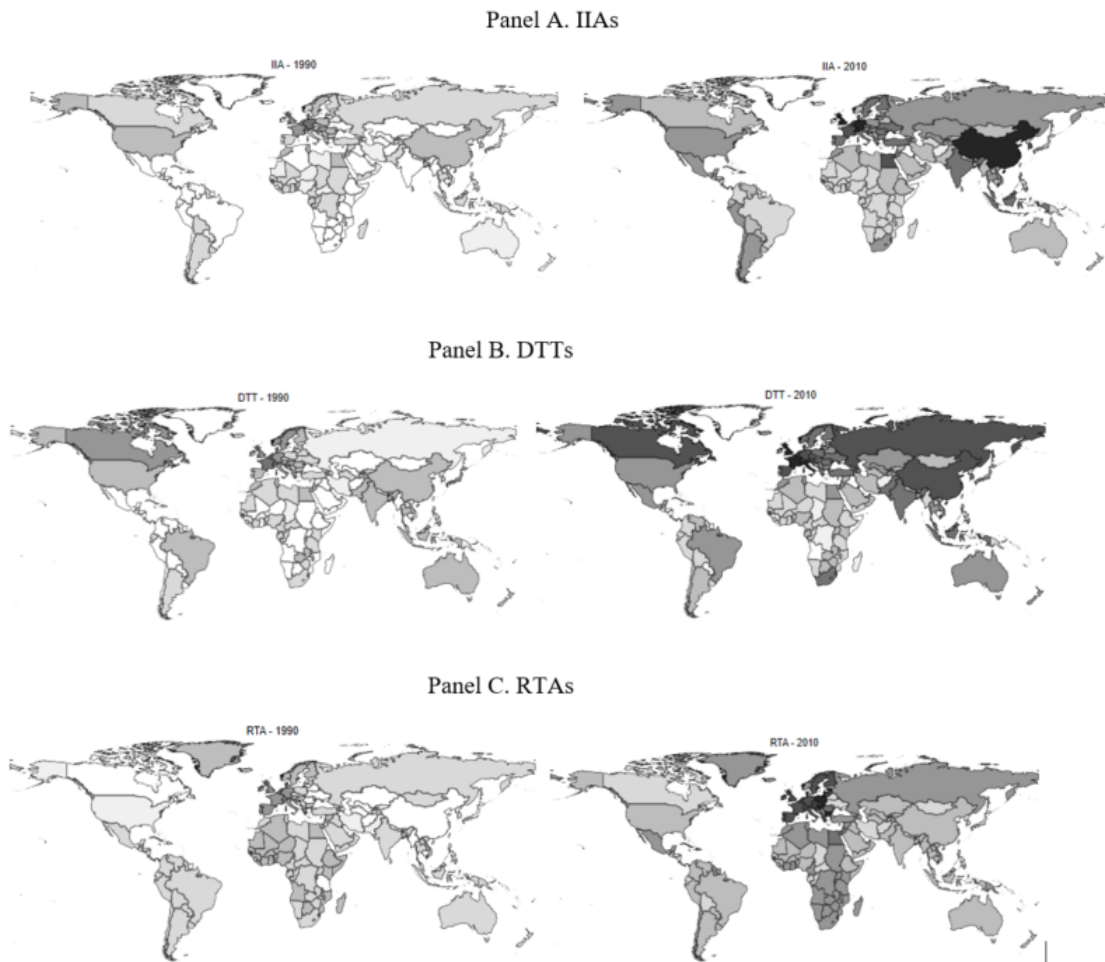 Panel A. IIAs
IIA - 1990
IIA - 2010
Panel B. DTTs
DTT - 1990
DTT - 2010
Panel C. RTAs
RTA - 1990
RTA - 2010